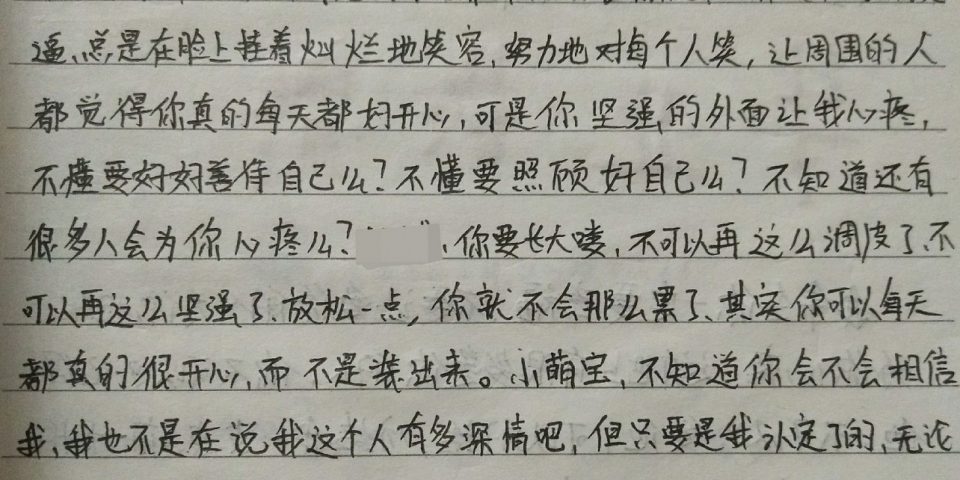 逼,总是在脸上挂着灿烂地笑容,努力地对每个人笑,让周围的人
都觉得你真的每天都好开心,可是你坚强的外面让我心疼,
不懂要好好善待自己么?不懂要照顾好自己么?不知道还有
很多人会为你心疼么?、你要长大喽,不可以再这么调皮了、不
可以再这么坚强了、放松一点,你就不会那么累了、其实你可以每天
都真的很开心,而不是装出来。小萌宝,不知道你会不会相信
我、我也不是在说我这个人有多深情吧,但只要是我认定了的、无论